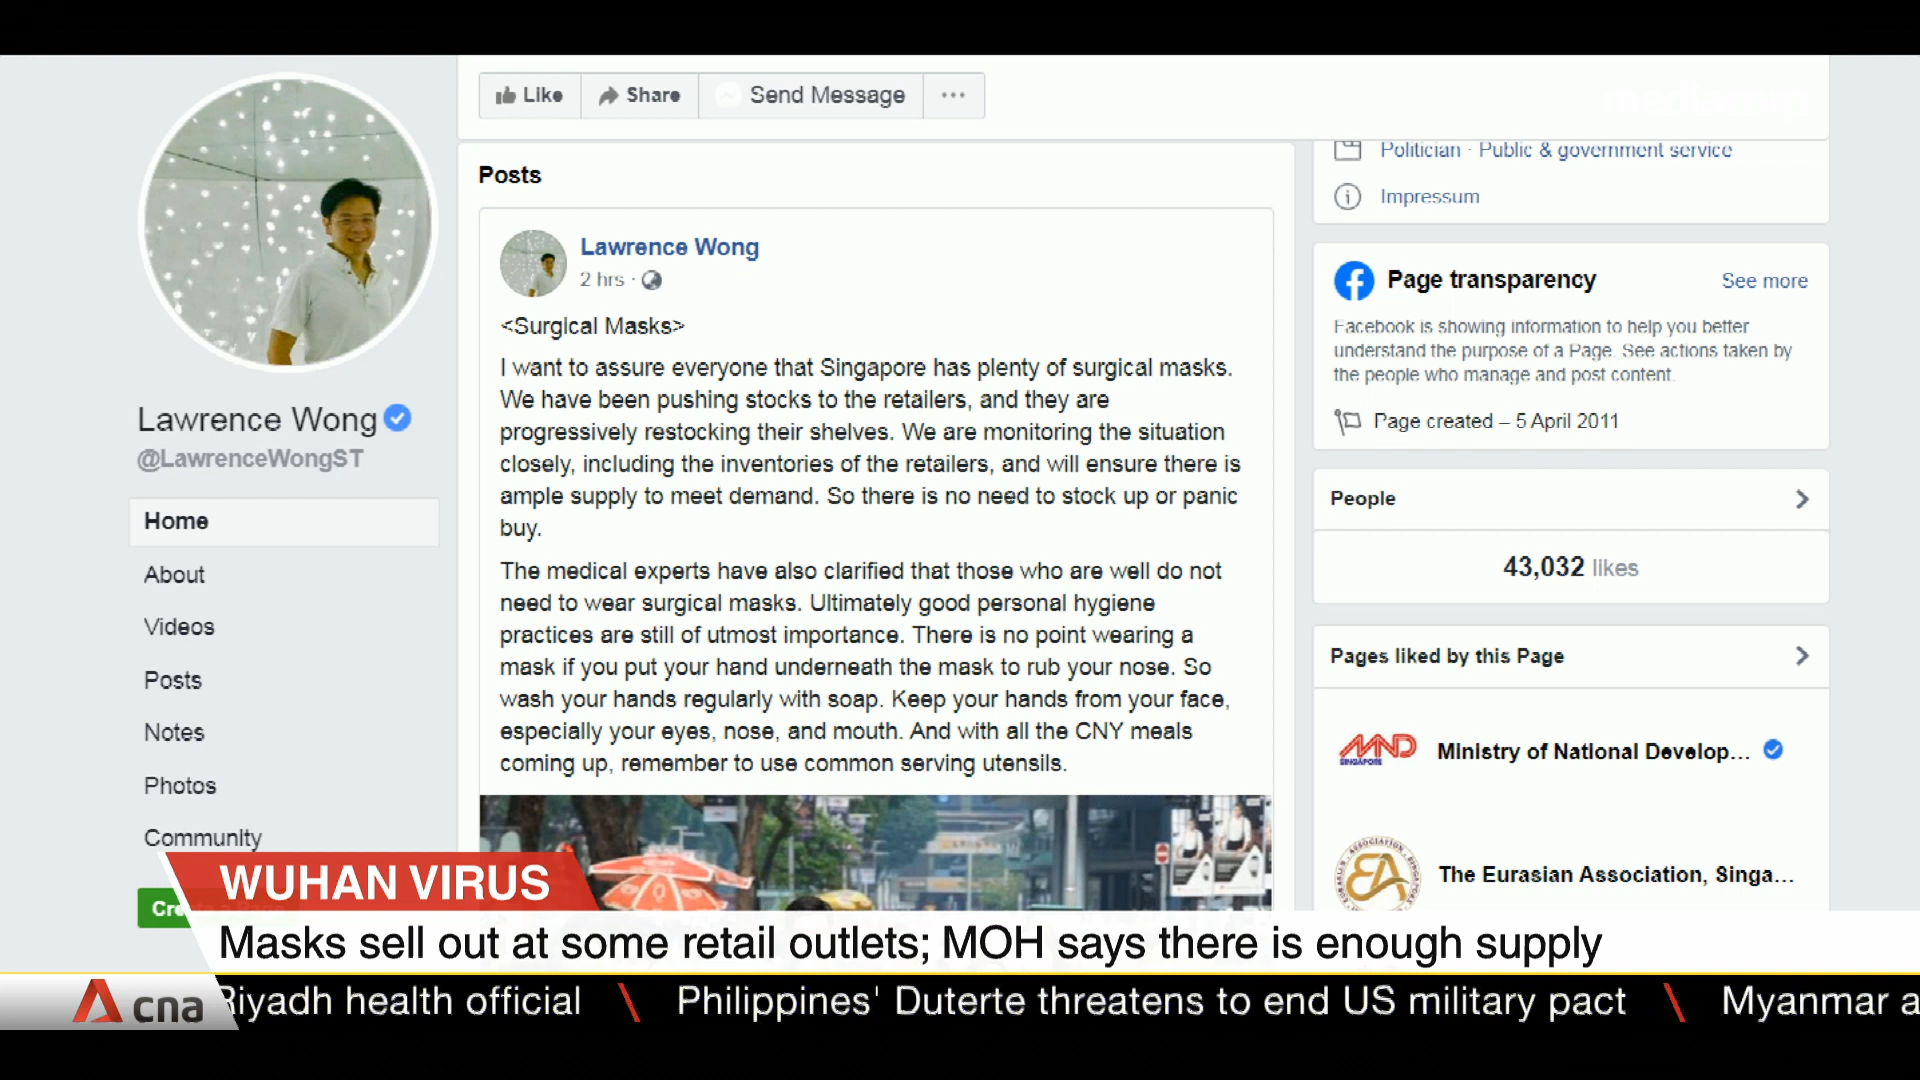 Like
Share
Send Message
Posts
Lawrence Wong
2 hrs ·
<Surgical Masks>
I want to assure everyone that Singapore has plenty of surgical masks.
We have been pushing stocks to the retailers, and they are
progressively restocking their shelves. We are monitoring the situation
closely, including the inventories of the retailers, and will ensure there is
ample supply to meet demand. So there is no need to stock up or panic
buy.
The medical experts have also clarified that those who are well do not
need to wear surgical masks. Ultimately good personal hygiene
practices are still of utmost importance. There is no point wearing a
mask if you put your hand underneath the mask to rub your nose. So
wash your hands regularly with soap. Keep your hands from your face,
especially your eyes, nose, and mouth. And with all the CNY meals
coming up, remember to use common serving utensils.
Lawrence Wong
@LawrenceWongST
Home
About
Videos
Posts
Notes
Photos
Community
Politician · Public & government service
Impressum
Page transparency
See more
Facebook is showing information to help you better
understand the purpose of a Page. See actions taken by
the people who manage and post content.
Page created – 5 April 2011
People
43,032 likes
Pages liked by this Page
MND
SINGAPORE
Ministry of National Develop...
EA
The Eurasian Association, Singa...
WUHAN VIRUS
Masks sell out at some retail outlets; MOH says there is enough supply
cna
Riyadh health official \ Philippines' Duterte threatens to end US military pact \ Myanmar a